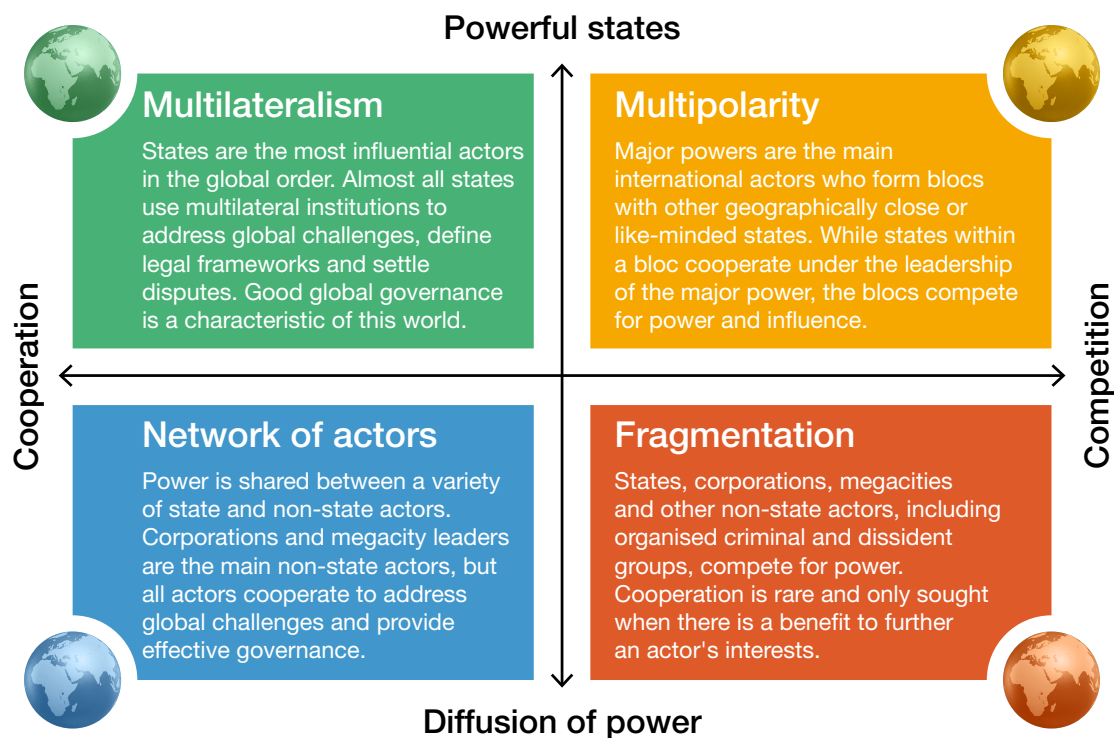 Powerful states
Multilateralism
States are the most influential actors
in the global order. Almost all states
use multilateral institutions to
address global challenges, define
legal frameworks and settle
disputes. Good global governance
is a characteristic of this world.
Multipolarity
Major powers are the main
international actors who form blocs
with other geographically close or
like-minded states. While states within
a bloc cooperate under the leadership
of the major power, the blocs compete
for power and influence.
Cooperation
Competition
Network of actors
Power is shared between a variety
of state and non-state actors.
Corporations and megacity leaders
are the main non-state actors, but
all actors cooperate to address
global challenges and provide
effective governance.
Fragmentation
States, corporations, megacities
and other non-state actors, including
organised criminal and dissident
groups, compete for power.
Cooperation is rare and only sought
when there is a benefit to further
an actor's interests.
Diffusion of power